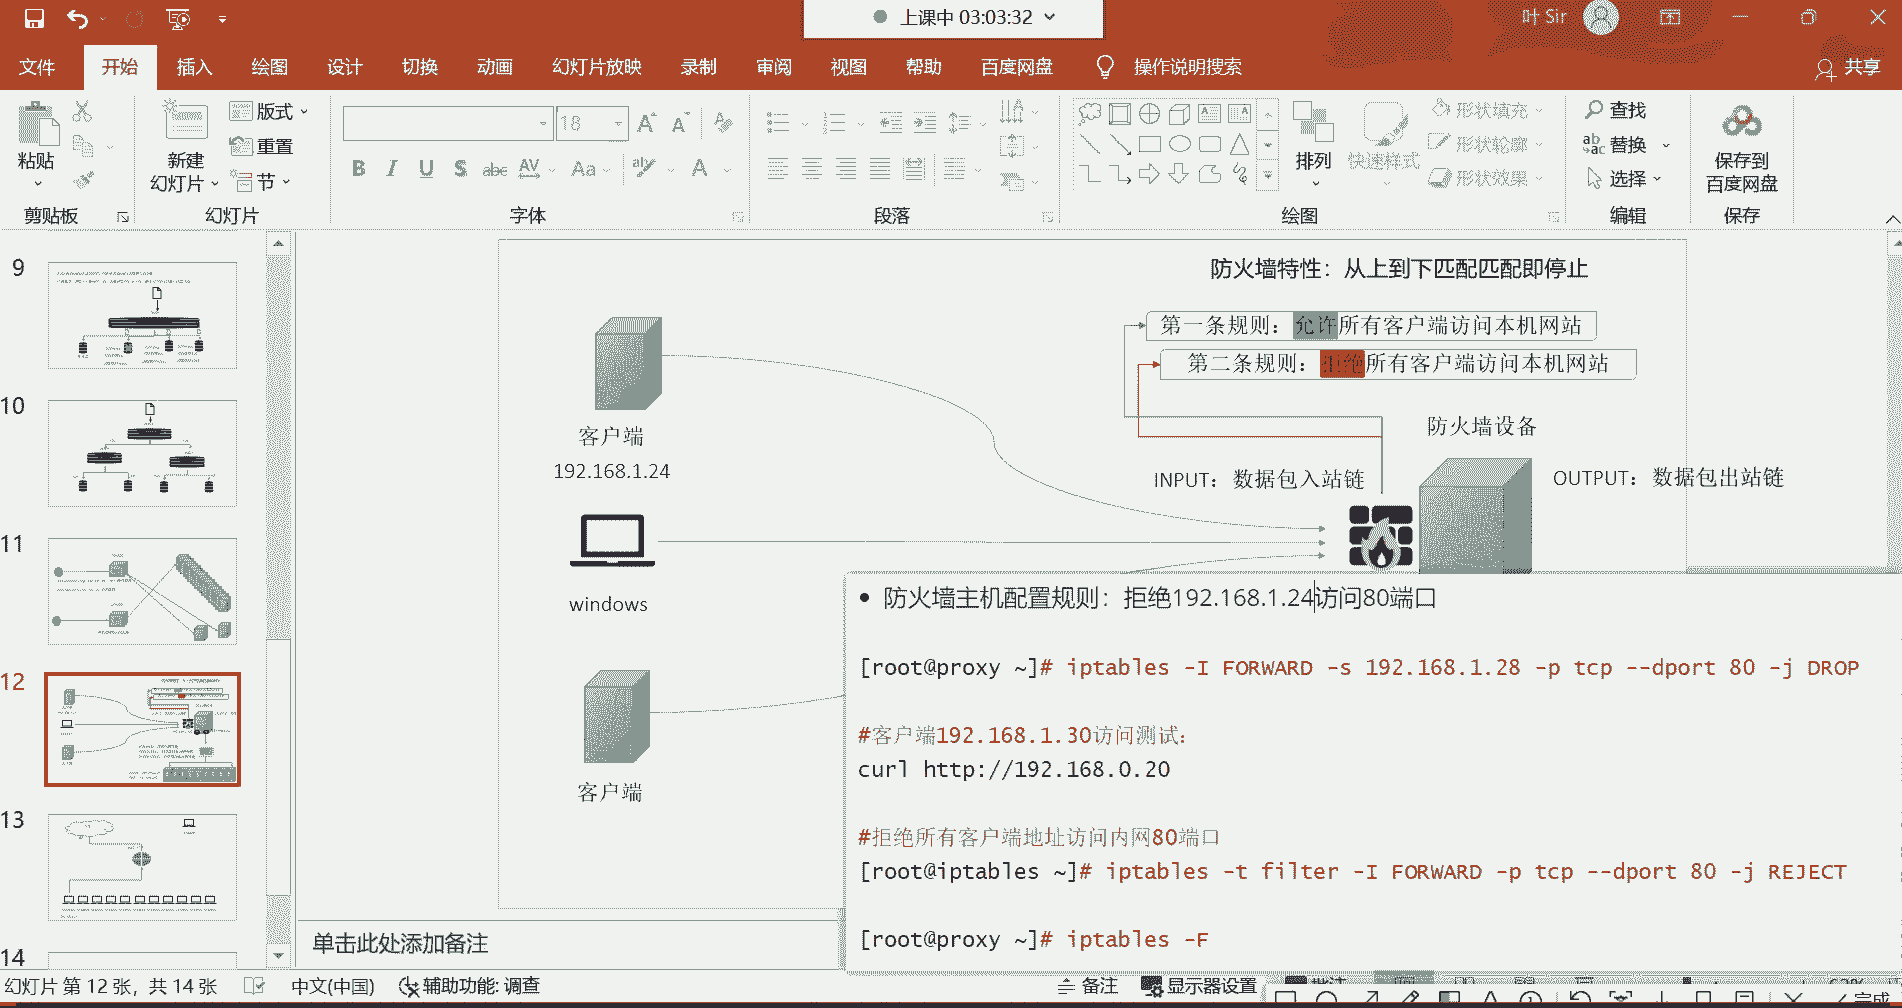 上课中 03:03:32
叶 Sir
文件 开始 插入 绘图 设计 切换 动画 幻灯片放映 录制 审阅 视图 帮助 百度网盘 操作说明搜索 共享
粘贴
剪贴板
新建
幻灯片
版式
重置
节
幻灯片
18
B I U S abc AV Aa A
字体
段落
排列
快速样式
形状填充
形状轮廓
形状效果
绘图
查找
替换
选择
编辑
保存到
百度网盘
保存
9
10
11
12
13
14
防火墙特性：从上到下匹配匹配即停止
第一条规则：允许所有客户端访问本机网站
第二条规则：拒绝所有客户端访问本机网站
防火墙设备
INPUT：数据包入站链
OUTPUT：数据包出站链
客户端
192.168.1.24
windows
客户端
• 防火墙主机配置规则：拒绝192.168.1.24访问80端口
[root@proxy ~]# iptables -I FORWARD -s 192.168.1.28 -p tcp --dport 80 -j DROP
#客户端192.168.1.30访问测试：
curl http://192.168.0.20
#拒绝所有客户端地址访问内网80端口
[root@iptables ~]# iptables -t filter -I FORWARD -p tcp --dport 80 -j REJECT
[root@proxy ~]# iptables -F
单击此处添加备注
幻灯片 第 12 张，共 14 张 中文(中国) 辅助功能: 调查 备注 显示器设置
完成